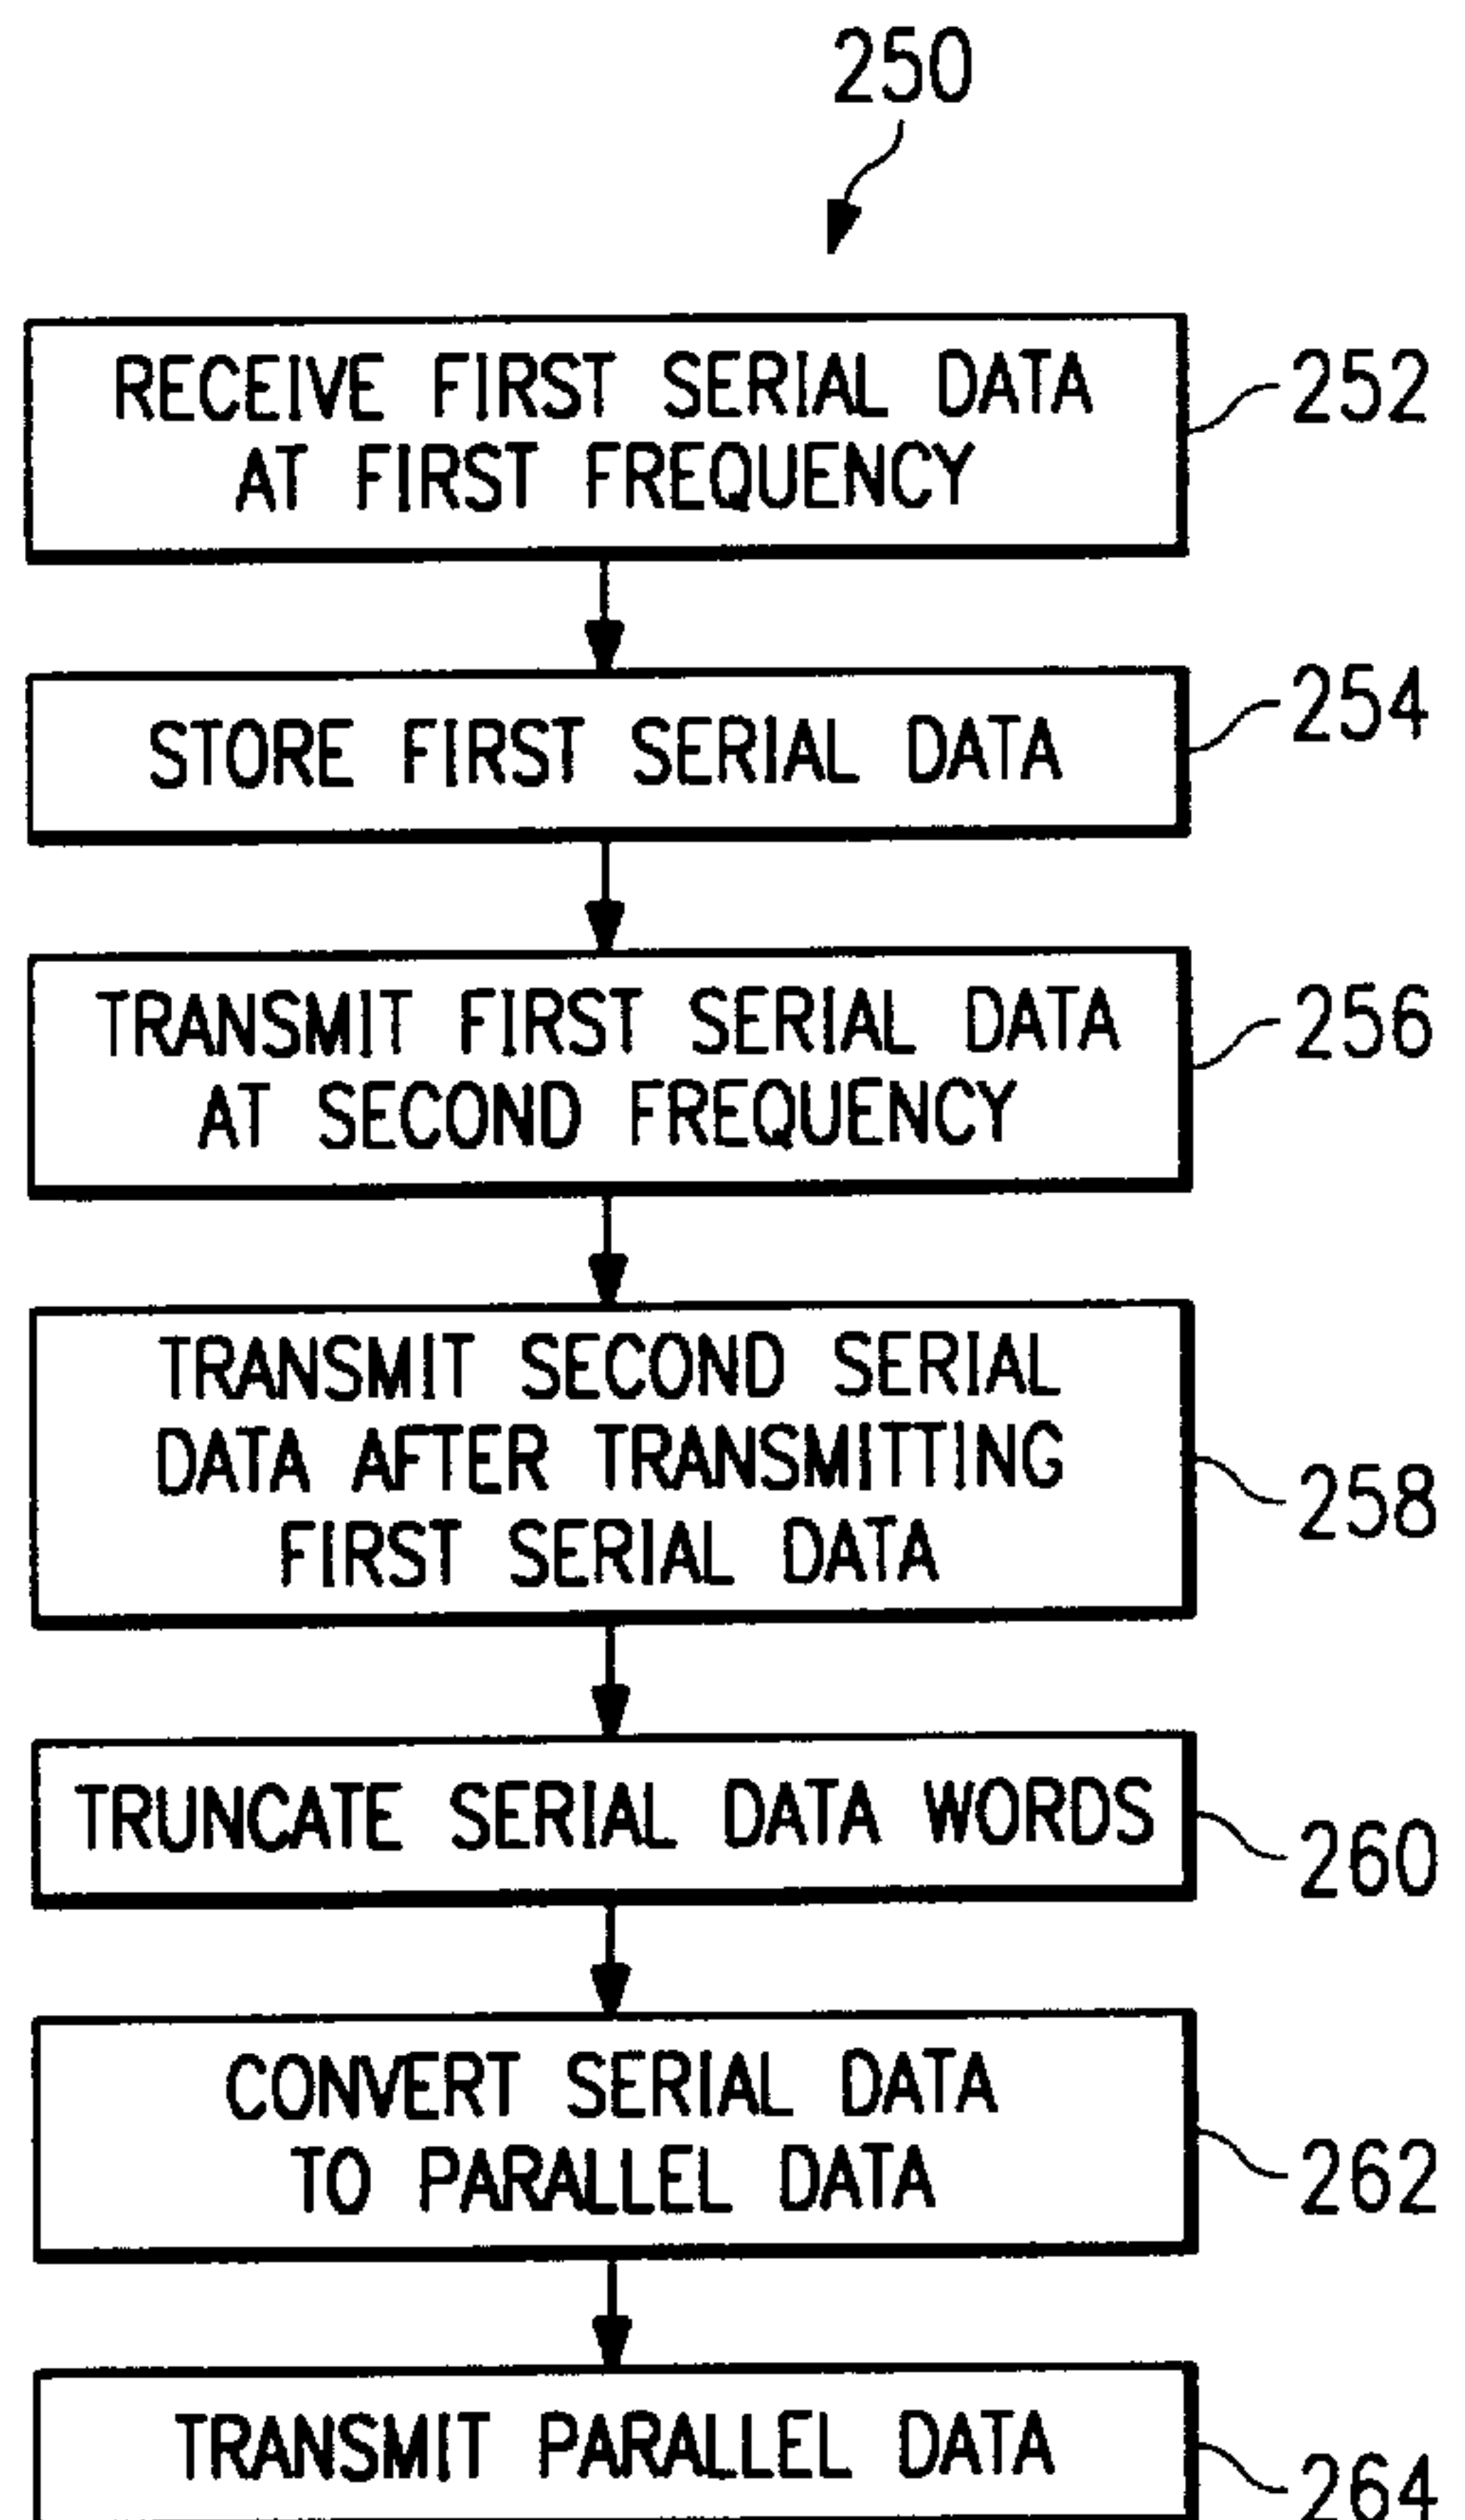 250
RECEIVE FIRST SERIAL DATA
AT FIRST FREQUENCY
252
STORE FIRST SERIAL DATA
254
TRANSMIT FIRST SERIAL DATA
AT SECOND FREQUENCY
256
TRANSMIT SECOND SERIAL
DATA AFTER TRANSMITTING
FIRST SERIAL DATA
258
TRUNCATE SERIAL DATA WORDS
260
CONVERT SERIAL DATA
TO PARALLEL DATA
262
TRANSMIT PARALLEL DATA
264